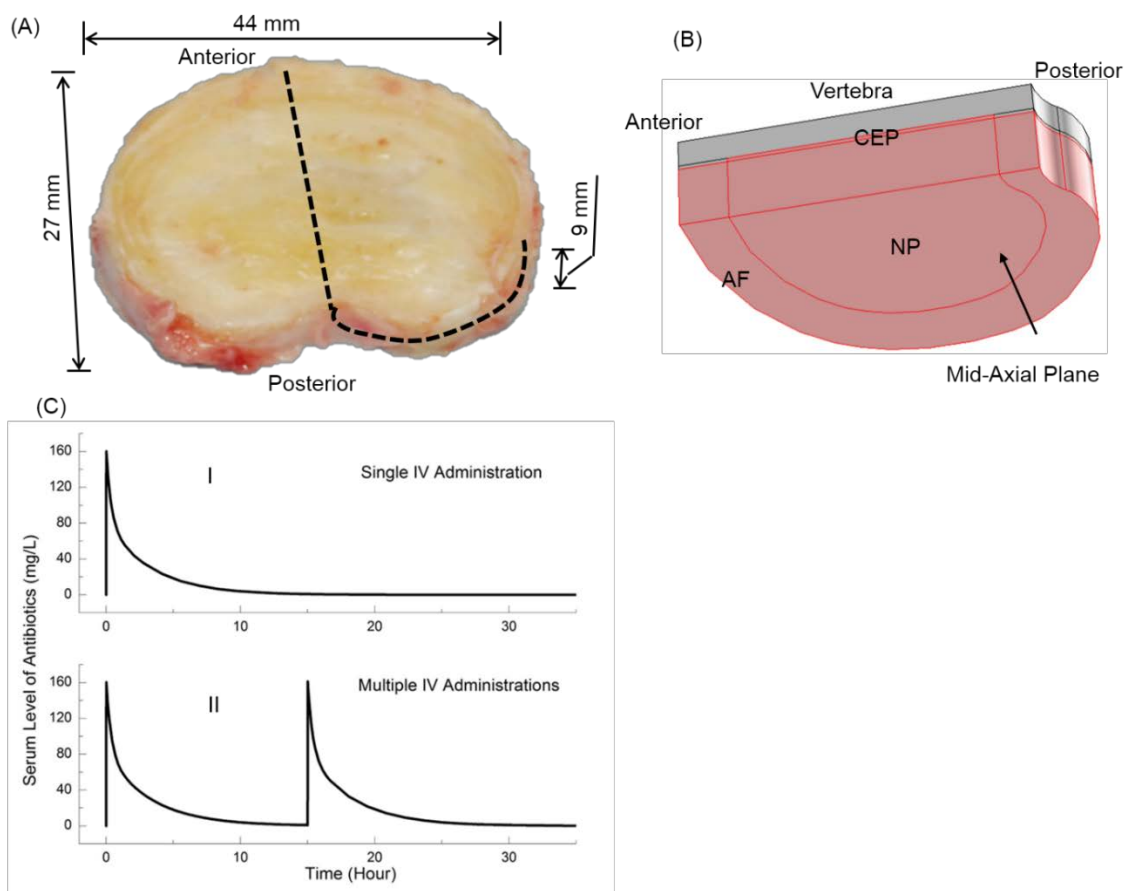 (A)
44 mm
Anterior
27 mm
9 mm
Posterior
(B)
Posterior
Vertebra
Anterior
CEP
NP
AF
Mid-Axial Plane
(C)
Serum Level of Antibiotics (mg/L)
160
120
80
40
0
I
Single IV Administration
0
10
20
30
160
120
80
40
0
II
Multiple IV Administrations
0
10
20
30
Time (Hour)